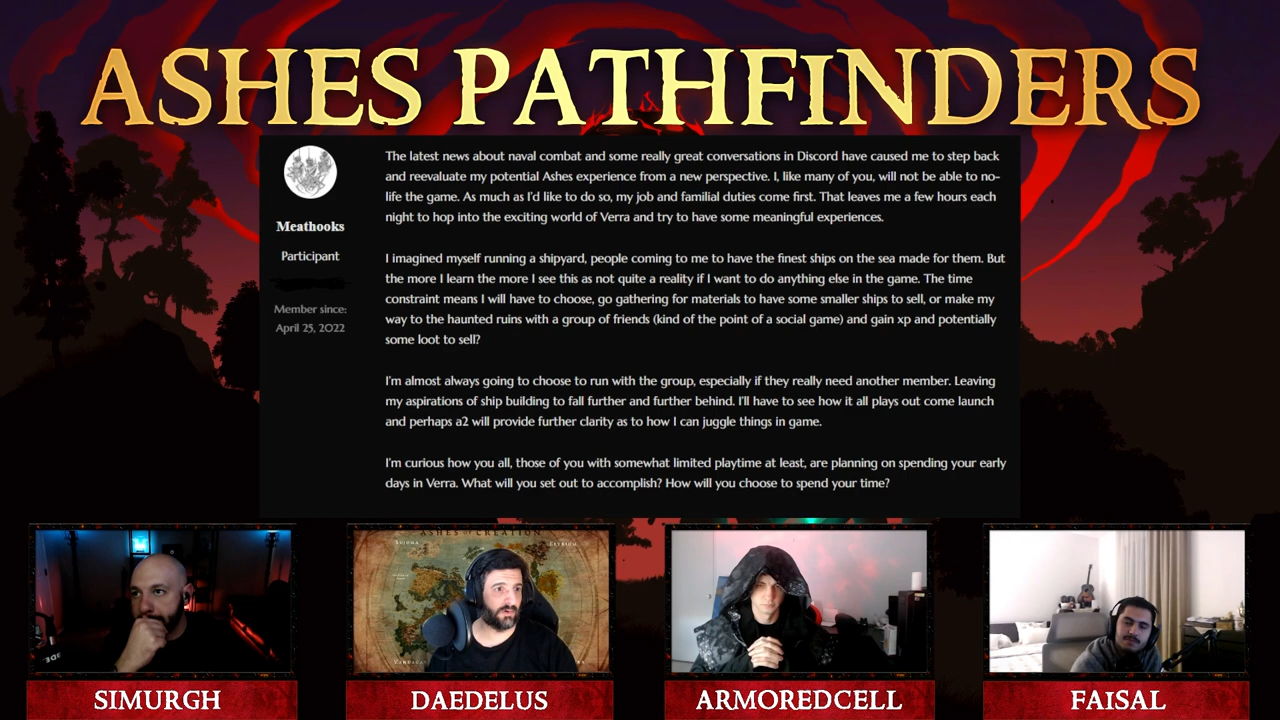 ASHES PATHFINDERS
Meathooks
Participant
Member since:
April 25, 2022
The latest news about naval combat and some really great conversations in Discord have caused me to step back
and reevaluate my potential Ashes experience from a new perspective. I, like many of you, will not be able to no-
life the game. As much as I'd like to do so, my job and familial duties come first. That leaves me a few hours each
night to hop into the exciting world of Verra and try to have some meaningful experiences.
I imagined myself running a shipyard, people coming to me to have the finest ships on the sea made for them. But
the more I learn the more I see this as not quite a reality if I want to do anything else in the game. The time
constraint means I will have to choose, go gathering for materials to have some smaller ships to sell, or make my
way to the haunted ruins with a group of friends (kind of the point of a social game) and gain xp and potentially
some loot to sell?
I'm almost always going to choose to run with the group, especially if they really need another member. Leaving
my aspirations of ship building to fall further and further behind. I'll have to see how it all plays out come launch
and perhaps a2 will provide further clarity as to how I can juggle things in game.
I'm curious how you all, those of you with somewhat limited playtime at least, are planning on spending your early
days in Verra. What will you set out to accomplish? How will you choose to spend your time?
ASHES OF CREATION
SIMURGH
DAEDELUS
ARMOREDCELL
FAISAL